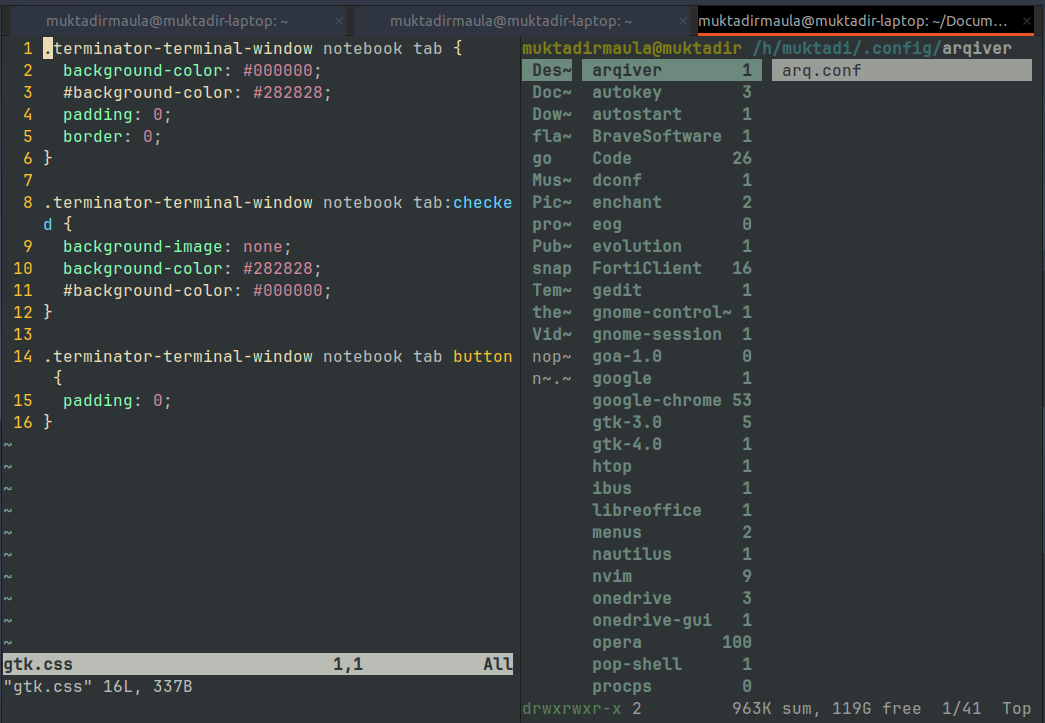 muktadirmaula@muktadir-laptop: ~ × muktadirmaula@muktadir-laptop: ~ × muktadirmaula@muktadir-laptop: ~/Docum... ×
1 .terminator-terminal-window notebook tab {
2   background-color: #000000;
3   #background-color: #282828;
4   padding: 0;
5   border: 0;
6 }
7
8 .terminator-terminal-window notebook tab:checke
d {
9   background-image: none;
10   background-color: #282828;
11   #background-color: #000000;
12 }
13
14 .terminator-terminal-window notebook tab button
 {
15   padding: 0;
16 }
~
~
~
~
~
~
~
~
~
~
gtk.css 1,1 All
"gtk.css" 16L, 337B
muktadirmaula@muktadir /h/muktadi/.config/arqiver
Des~ arqiver 1 arq.conf
Doc~ autokey 3
Dow~ autostart 1
fla~ BraveSoftware 1
go Code 26
Mus~ dconf 1
Pic~ enchant 2
pro~ eog 0
Pub~ evolution 1
snap FortiClient 16
Tem~ gedit 1
the~ gnome-control~ 1
Vid~ gnome-session 1
nop~ goa-1.0 0
n~.~ google 1
google-chrome 53
gtk-3.0 5
gtk-4.0 1
htop 1
ibus 1
libreoffice 1
menus 2
nautilus 1
nvim 9
onedrive 3
onedrive-gui 1
opera 100
pop-shell 1
procps 0
drwxrwxr-x 2 963K sum, 119G free 1/41 Top